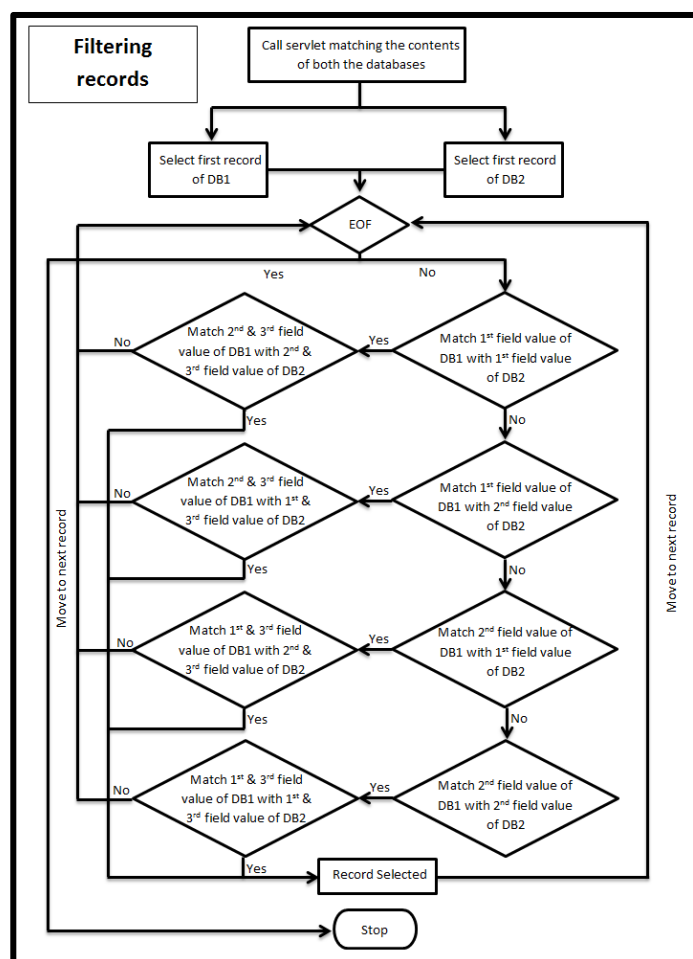 Filtering
records
Call servlet matching the contents
of both the databases
Select first record
of DB1
Select first record
of DB2
EOF
Yes
No
Match 2nd & 3rd field
value of DB1 with 2nd &
3rd field value of DB2
Match 1st field value of
DB1 with 1st field value
of DB2
No
Yes
Yes
No
Match 2nd & 3rd field
value of DB1 with 1st &
3rd field value of DB2
Match 1st field value of
DB1 with 2nd field value
of DB2
No
Yes
Yes
No
Match 1st & 3rd field
value of DB1 with 2nd &
3rd field value of DB2
Match 2nd field value of
DB1 with 1st field value
of DB2
No
Yes
Yes
No
Match 1st & 3rd field
value of DB1 with 1st &
3rd field value of DB2
Match 2nd field value of
DB1 with 2nd field value
of DB2
No
Yes
Yes
Record Selected
Stop
Move to next record
Move to next record